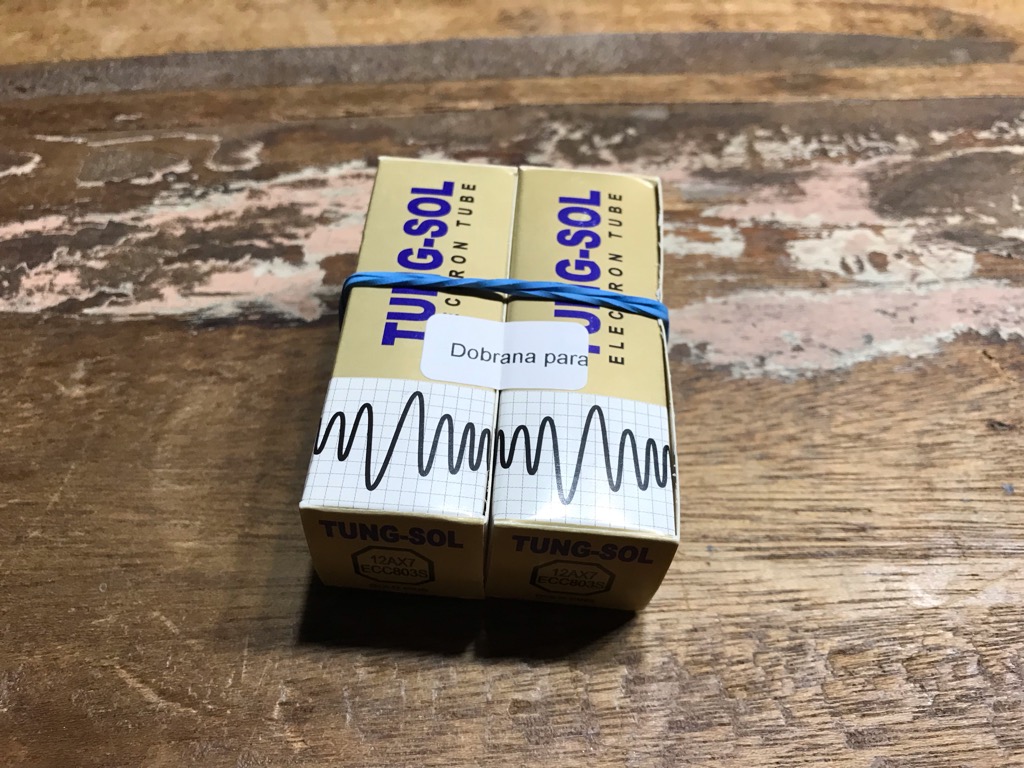 TUNG-SOL
ELECTRON TUBE
TUNG-SOL
ELECTRON TUBE
Dobrana para
TUNG-SOL
12AX7
ECC803S
TUNG-SOL
12AX7
ECC803S